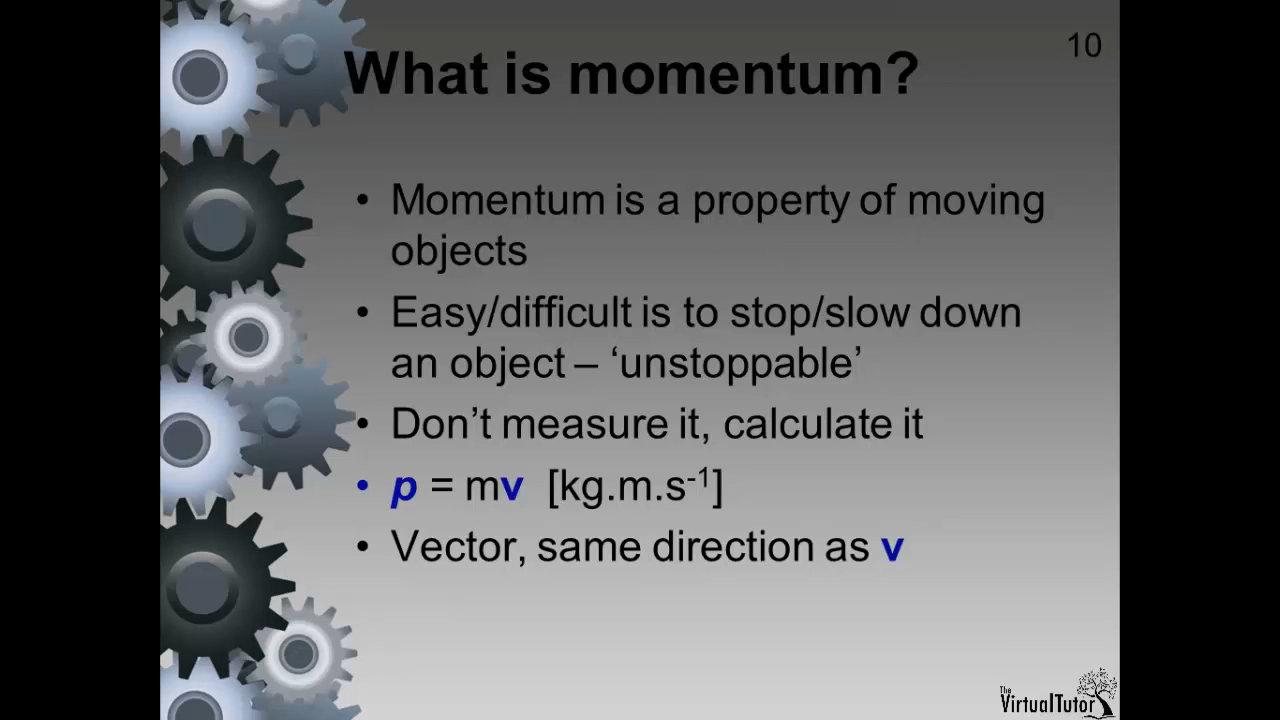 10
What is momentum?
• Momentum is a property of moving
objects
• Easy/difficult is to stop/slow down
an object – ‘unstoppable’
• Don’t measure it, calculate it
• p = mv [kg.m.s⁻¹]
• Vector, same direction as v
The
VirtualTutor